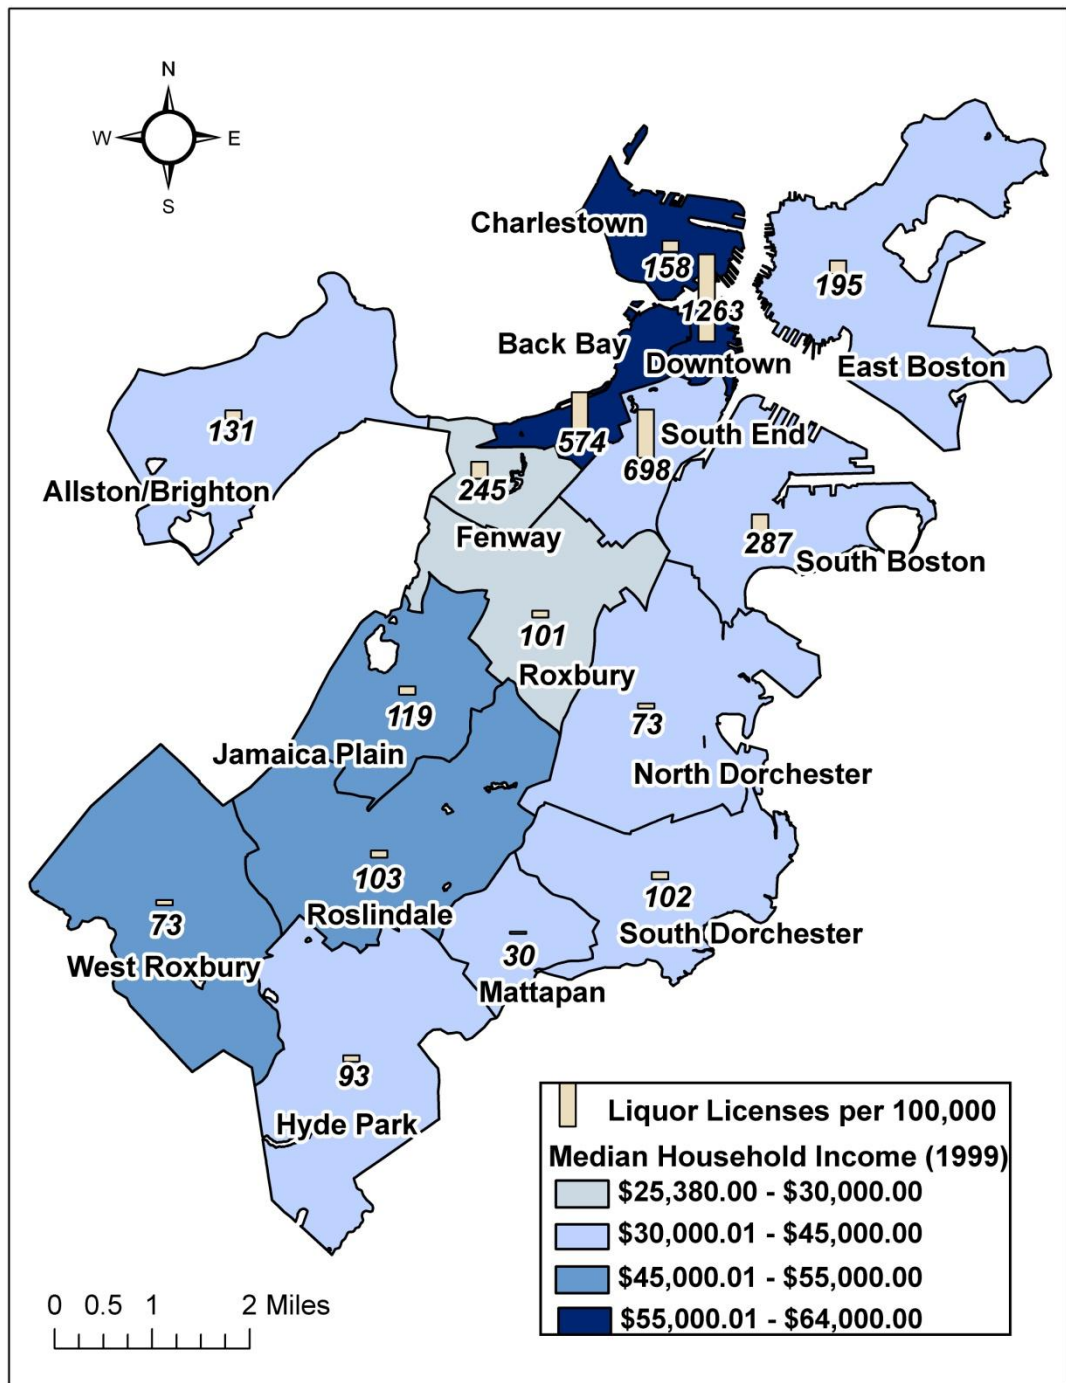 N
W E
S
Charlestown
158
195
1263
Back Bay
Downtown
East Boston
131
574
South End
698
Allston/Brighton
245
Fenway
287
South Boston
101
Roxbury
119
73
Jamaica Plain
North Dorchester
103
102
73
Roslindale
South Dorchester
30
West Roxbury
Mattapan
93
Hyde Park
Liquor Licenses per 100,000
Median Household Income (1999)
$25,380.00 - $30,000.00
$30,000.01 - $45,000.00
$45,000.01 - $55,000.00
$55,000.01 - $64,000.00
0 0.5 1 2 Miles